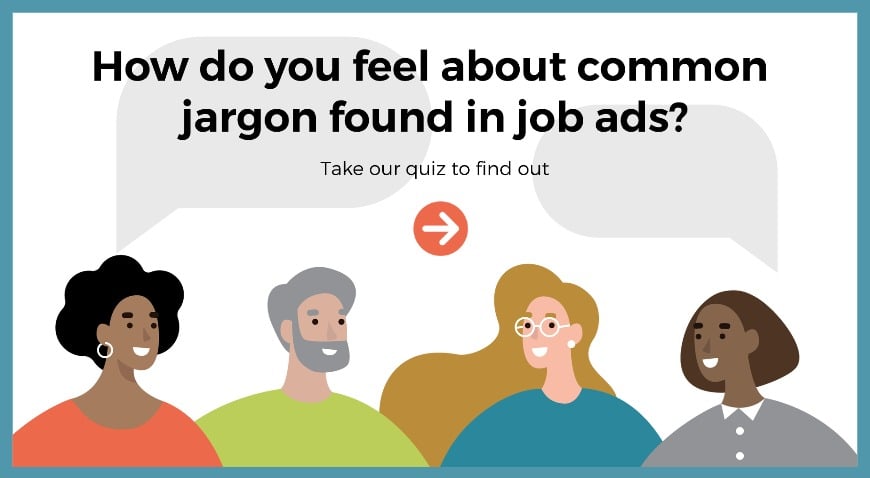 How do you feel about common
jargon found in job ads?
Take our quiz to find out